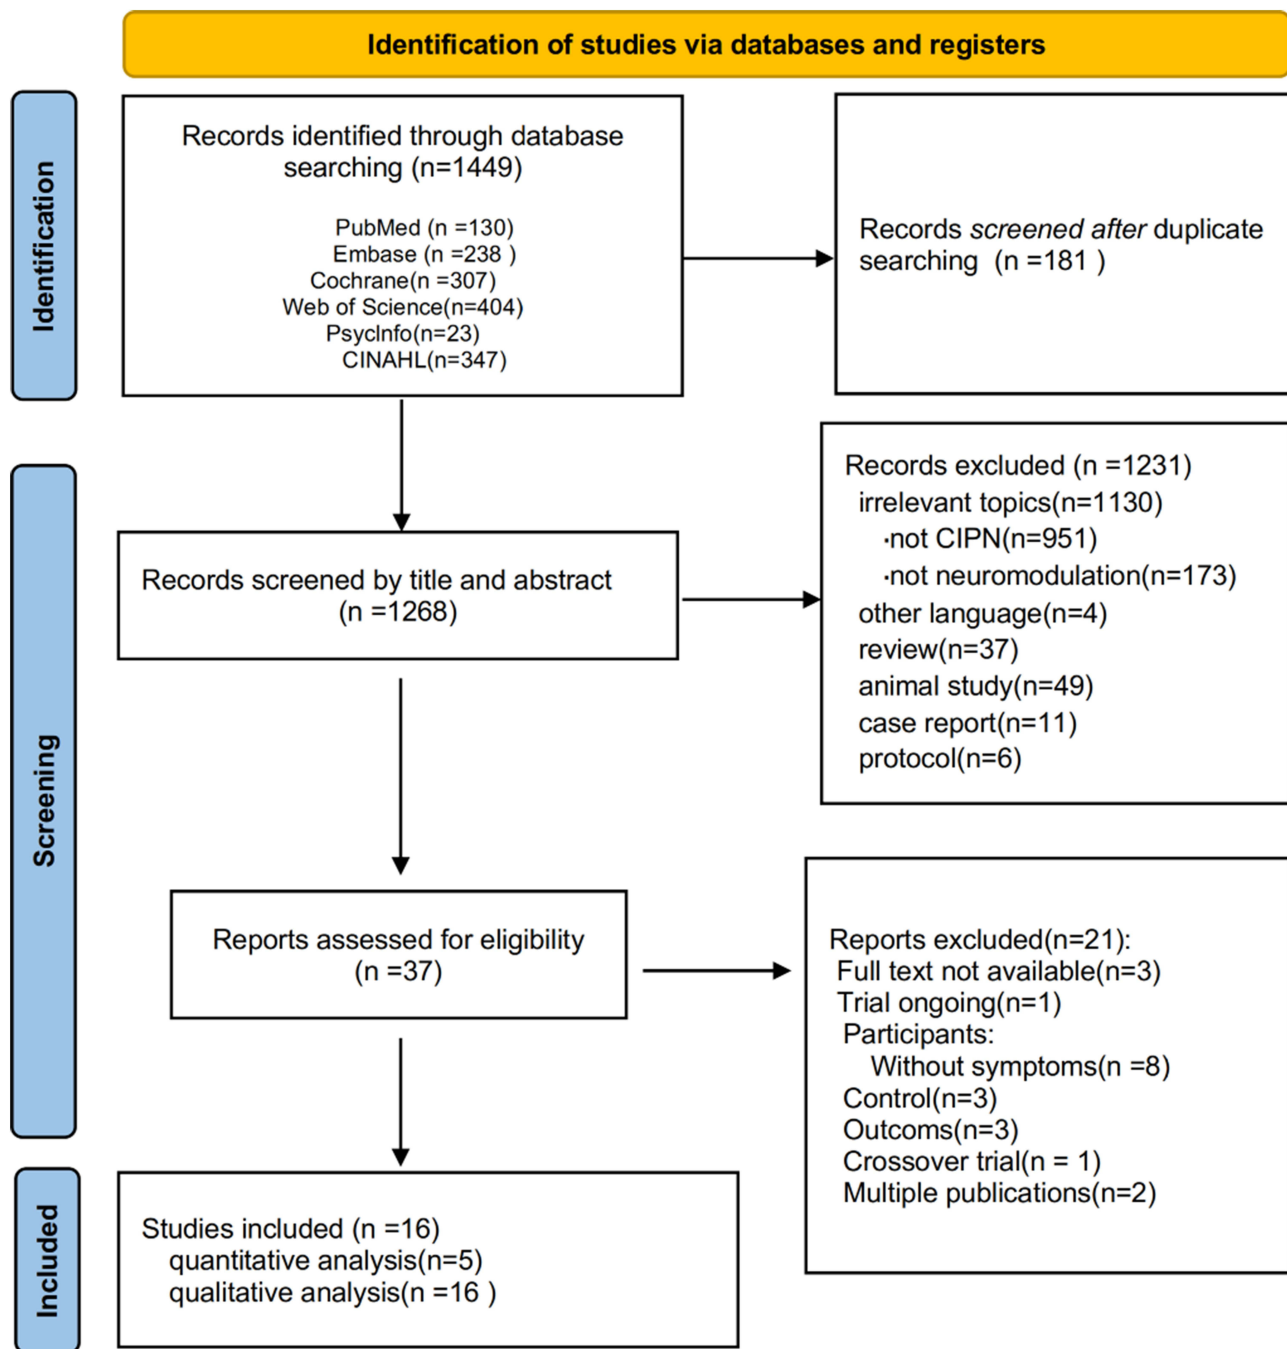 Identification of studies via databases and registers
Identification
Records identified through database
searching (n=1449)
PubMed (n =130)
Embase (n =238 )
Cochrane(n =307)
Web of Science(n=404)
PsycInfo(n=23)
CINAHL(n=347)
Records screened after duplicate
searching (n =181 )
Screening
Records screened by title and abstract
(n =1268)
Records excluded (n =1231)
irrelevant topics(n=1130)
·not CIPN(n=951)
·not neuromodulation(n=173)
other language(n=4)
review(n=37)
animal study(n=49)
case report(n=11)
protocol(n=6)
Reports assessed for eligibility
(n =37)
Reports excluded(n=21):
Full text not available(n=3)
Trial ongoing(n=1)
Participants:
Without symptoms(n =8)
Control(n=3)
Outcoms(n=3)
Crossover trial(n = 1)
Multiple publications(n=2)
Included
Studies included (n =16)
quantitative analysis(n=5)
qualitative analysis(n =16 )